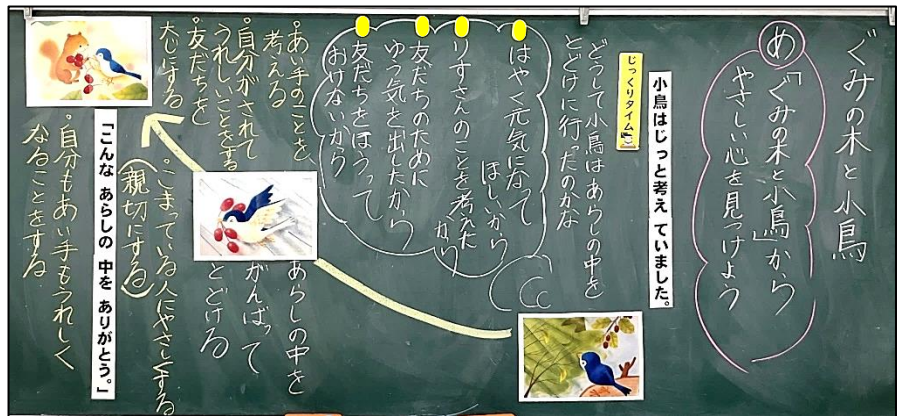 ぐみの木と小鳥
め
「ぐみの木と小鳥」から
やさしい心を見つけよう
小鳥はじっと考えていました。
じっくりタイム
どうして小鳥はあらしの中を
とどけに行ったのかな
はやく元気になって
ほしいから
りすさんのことを考えた
から
友だちのために
ゆう気を出したから
友だちをほうって
おけないから
あらしの中を
がんばって
とどける
・あい手のことを
考える
・自分がされて
うれしいことをする
・友だちを
大じにする
・こまっている人にやさしくする
(親切にする)
「こんな あらしの 中を ありがとう。」
・自分もあい手もうれしく
なることをする